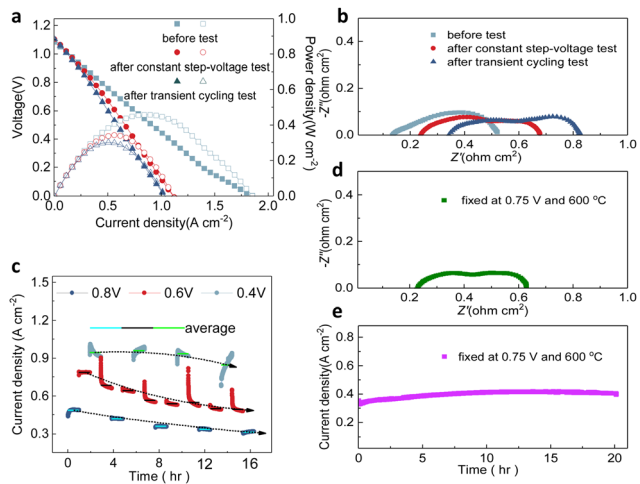 a
before test
after constant step-voltage test
after transient cycling test
Voltage(V)
Power density(W cm⁻²)
1.2
1.0
0.8
0.6
0.4
0.2
0.0
1.0
0.8
0.6
0.4
0.2
0.0
0.0 0.5 1.0 1.5 2.0
Current density(A cm⁻²)
b
before test
after constant step-voltage test
after transient cycling test
-Z″(ohm cm²)
0.4
0.2
0.0
0.2 0.4 0.6 0.8 1.0
Z′(ohm cm²)
d
fixed at 0.75 V and 600 °C
-Z″(ohm cm²)
0.4
0.2
0.0
0.2 0.4 0.6 0.8 1.0
Z′(ohm cm²)
c
0.8V 0.6V 0.4V
average
Current density (A cm⁻²)
1.5
1.2
0.9
0.6
0.3
0 4 8 12 16
Time ( hr)
e
fixed at 0.75 V and 600 °C
Current density(A cm⁻²)
0.8
0.6
0.4
0.2
0 5 10 15 20
Time ( hr)